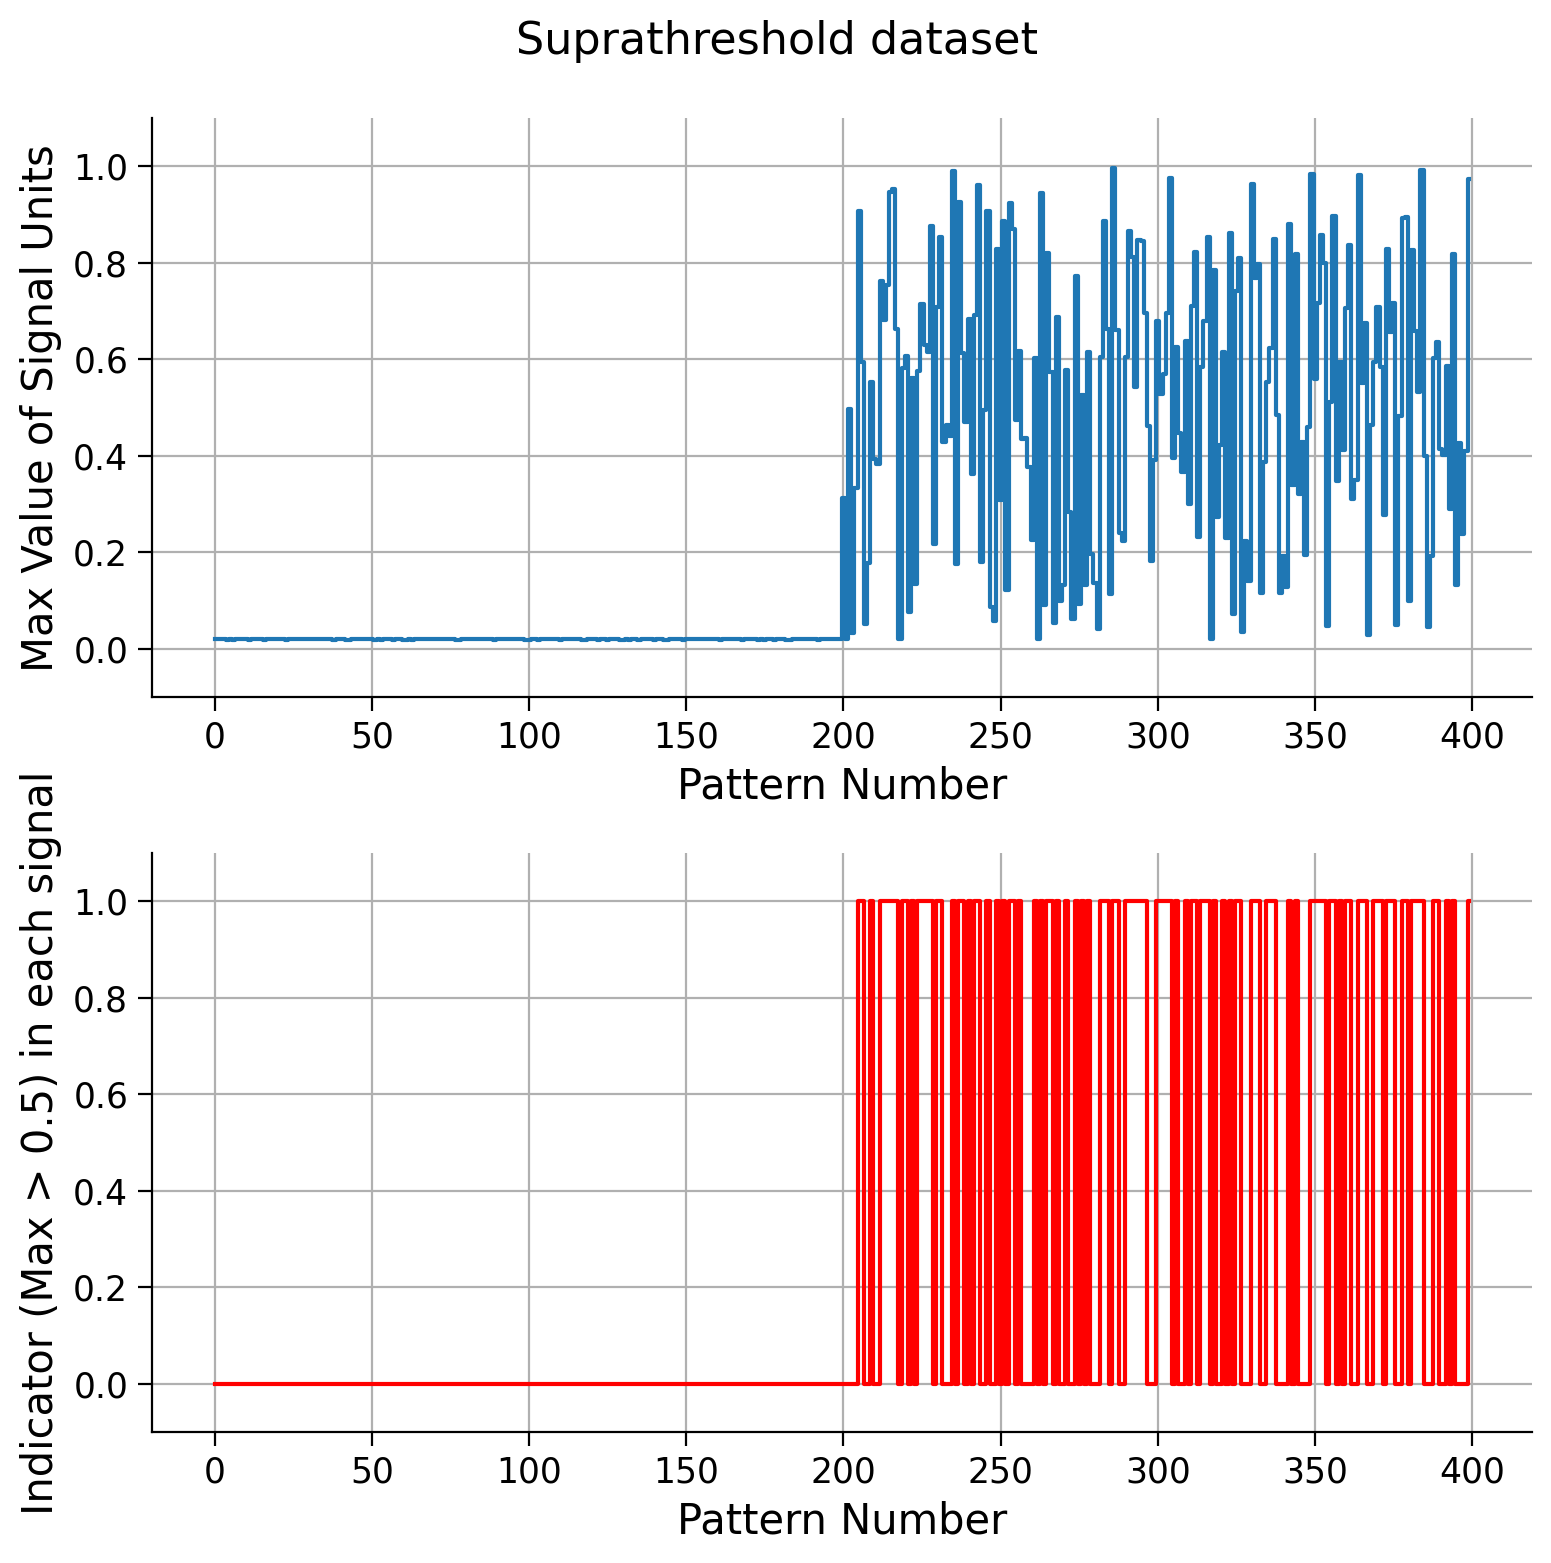 Suprathreshold dataset
Max Value of Signal Units
1.0
0.8
0.6
0.4
0.2
0.0
0 50 100 150 200 250 300 350 400
Pattern Number
Indicator (Max > 0.5) in each signal
1.0
0.8
0.6
0.4
0.2
0.0
0 50 100 150 200 250 300 350 400
Pattern Number